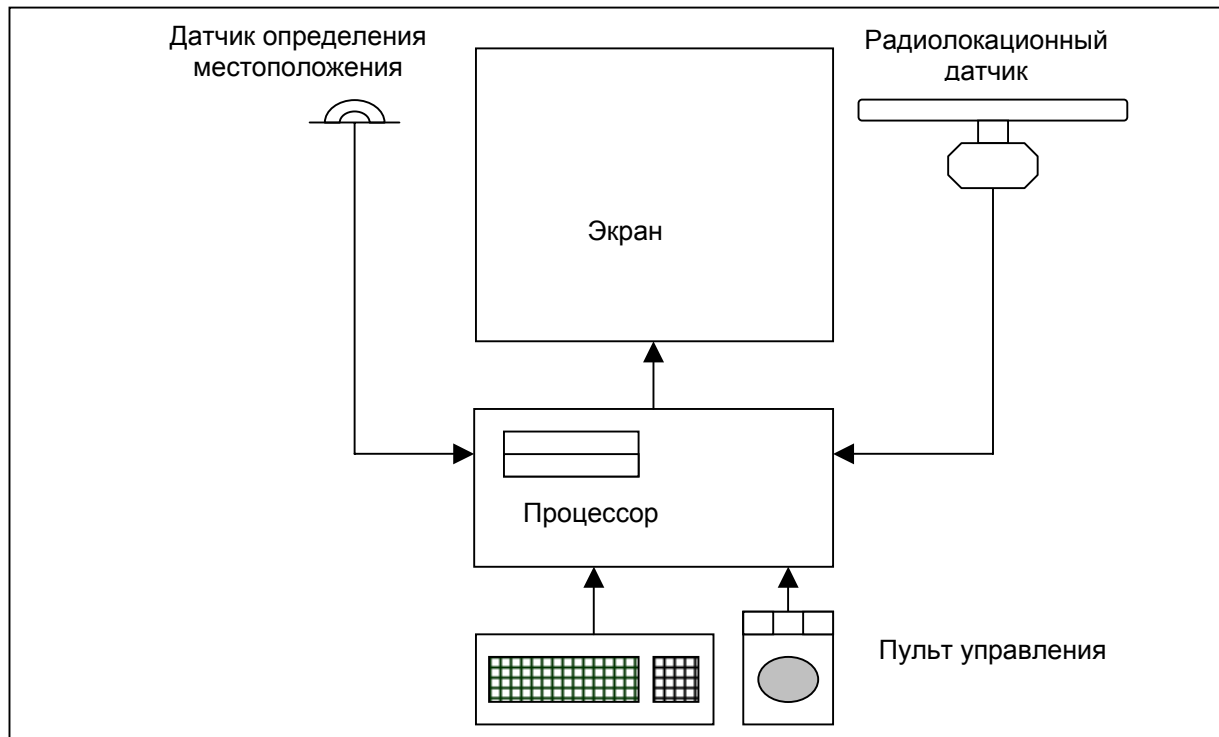 Датчик определения
местоположения
Радиолокационный
датчик
Экран
Процессор
Пульт управления